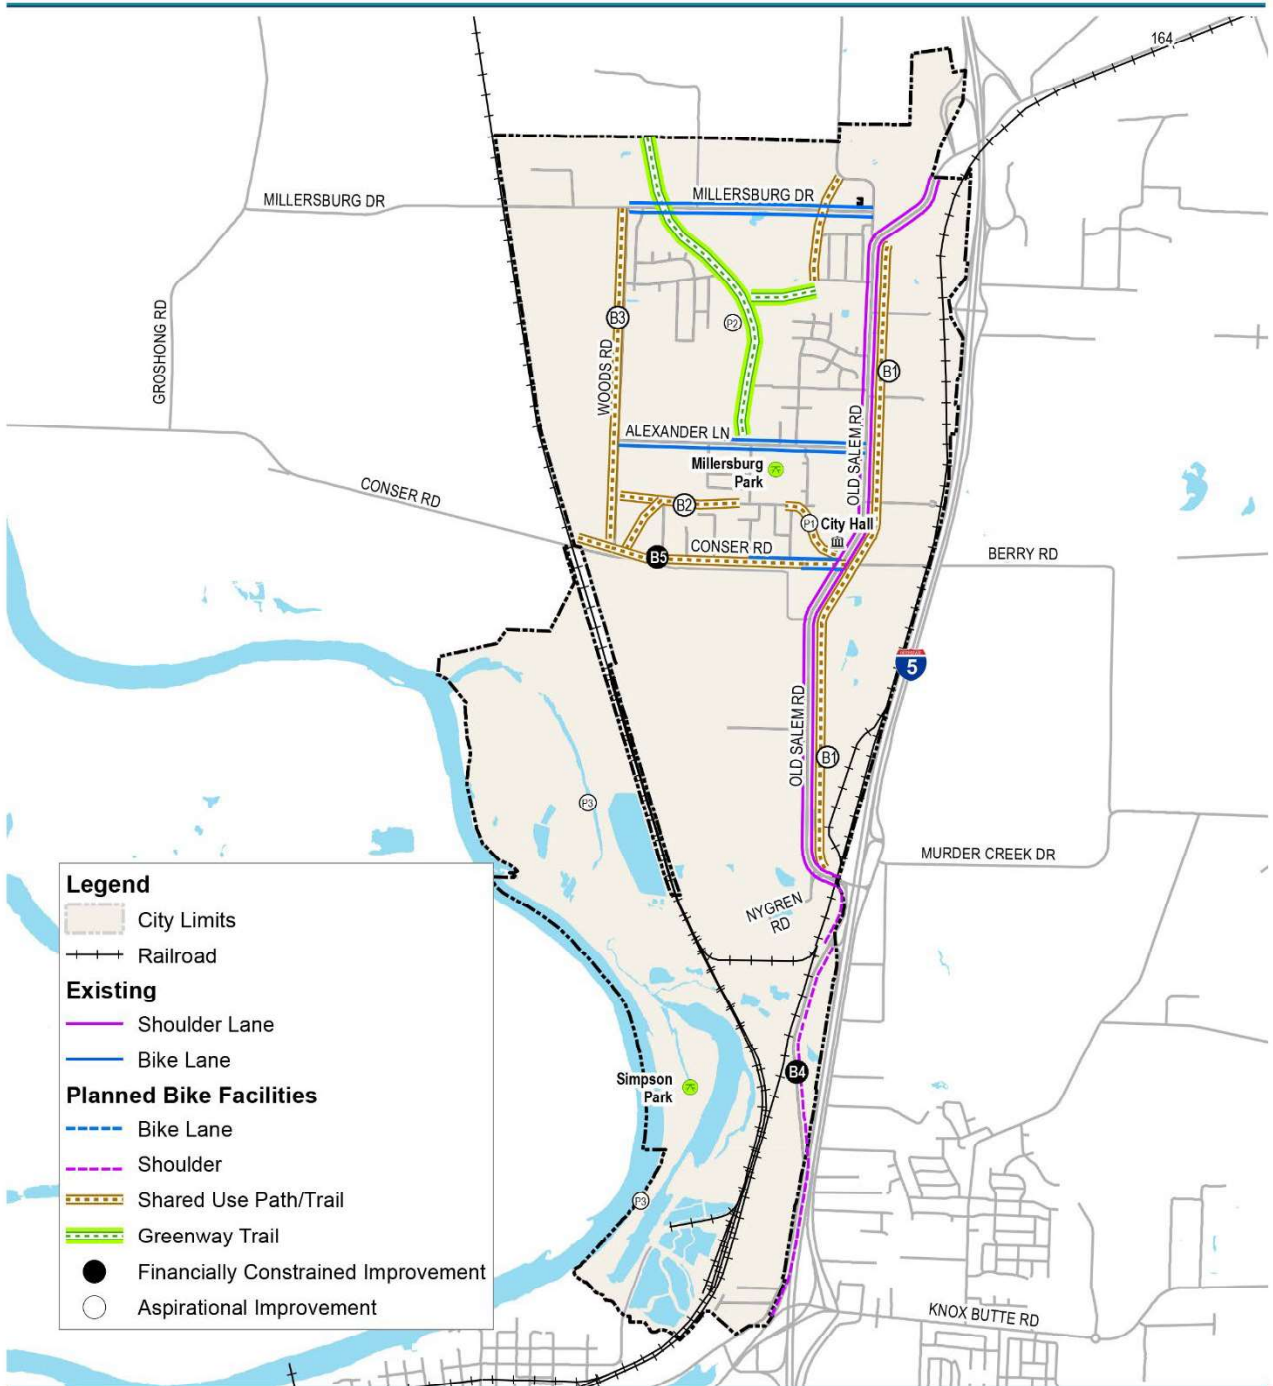 164
MILLERSBURG DR
MILLERSBURG DR
GROSHONG RD
B3
P2
WOODS RD
B1
ALEXANDER LN
OLD SALEM RD
Millersburg
Park
CONSER RD
B2
P1
City Hall
B5
CONSER RD
BERRY RD
5
OLD SALEM RD
B1
P3
MURDER CREEK DR
NYGREN
RD
B4
Simpson
Park
P3
KNOX BUTTE RD
Legend
City Limits
Railroad
Existing
Shoulder Lane
Bike Lane
Planned Bike Facilities
Bike Lane
Shoulder
Shared Use Path/Trail
Greenway Trail
Financially Constrained Improvement
Aspirational Improvement